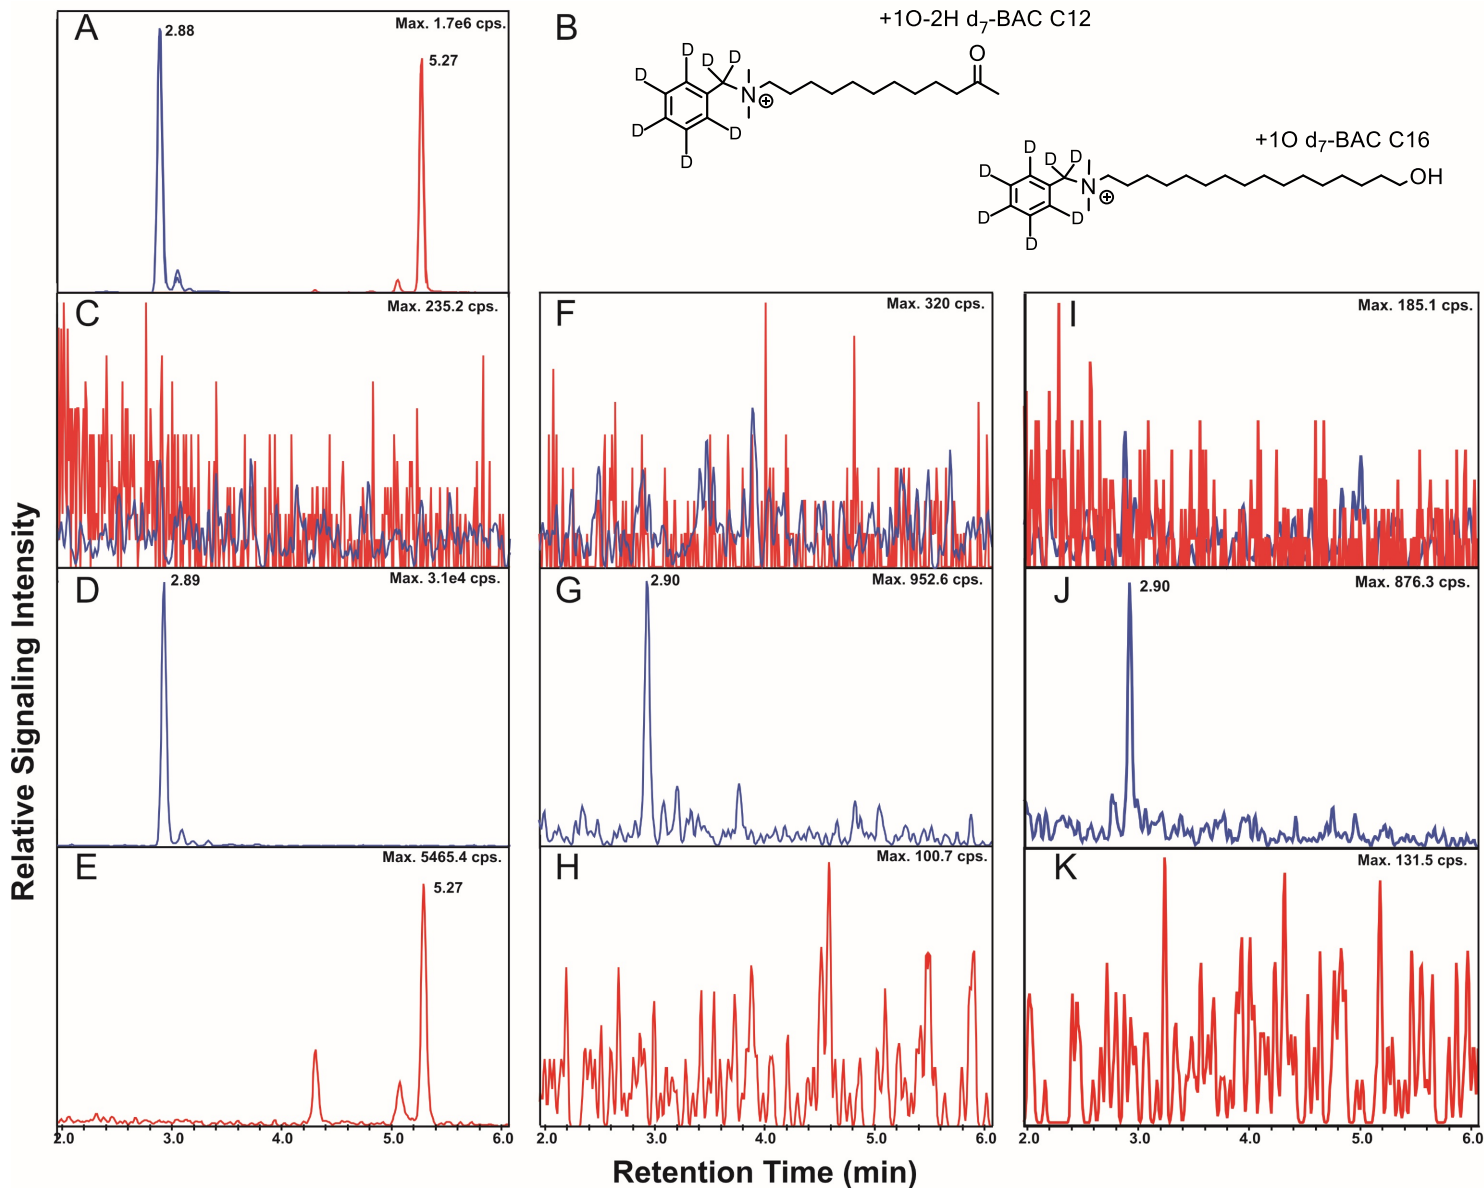 A
Max. 1.7e6 cps.
2.88
5.27
B
+1O-2H d7-BAC C12
O
D D D
D
N
⊕
D D
D
+1O d7-BAC C16
D D D
D
N
⊕
OH
D D
D
C
Max. 235.2 cps.
F
Max. 320 cps.
I
Max. 185.1 cps.
D
2.89
Max. 3.1e4 cps.
G
2.90
Max. 952.6 cps.
J
2.90
Max. 876.3 cps.
E
Max. 5465.4 cps.
5.27
H
Max. 100.7 cps.
K
Max. 131.5 cps.
2.0 3.0 4.0 5.0 6.0
2.0 3.0 4.0 5.0 6.0
2.0 3.0 4.0 5.0 6.0
Relative Signaling Intensity
Retention Time (min)